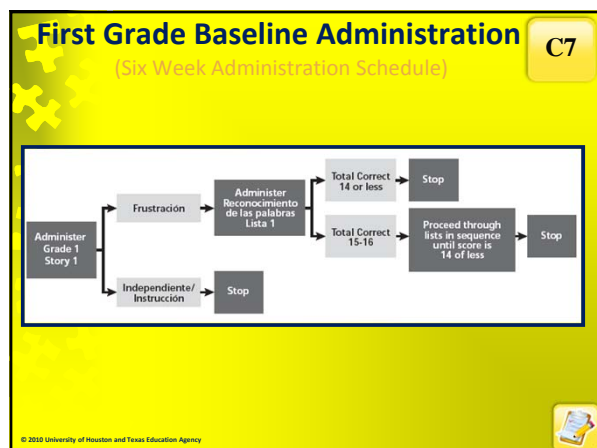 First Grade Baseline Administration
(Six Week Administration Schedule)
C7
Administer
Grade 1
Story 1
Frustración
Administer
Reconocimiento
de las palabras
Lista 1
Total Correct
14 or less
Stop
Total Correct
15-16
Proceed through
lists in sequence
until score is
14 of less
Stop
Independiente/
Instrucción
Stop
© 2010 University of Houston and Texas Education Agency